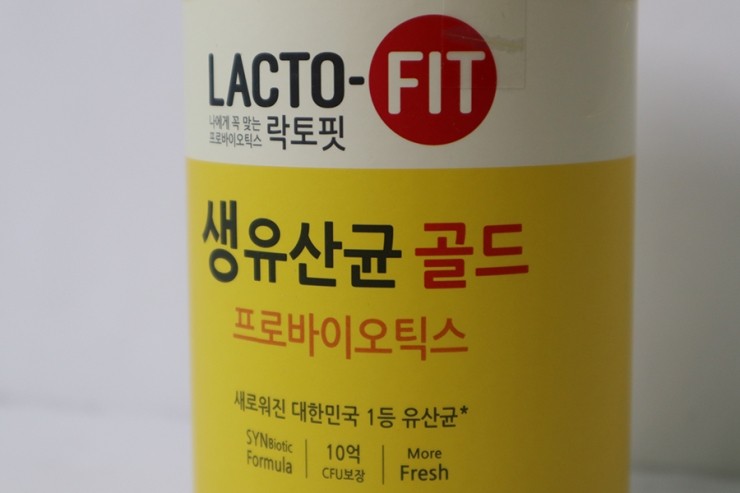 LACTO-FIT
나에게 꼭 맞는
프로바이오틱스 락토핏
생유산균 골드
프로바이오틱스
새로워진 대한민국 1등 유산균*
SYNBiotic Formula
10억 CFU보장
More Fresh